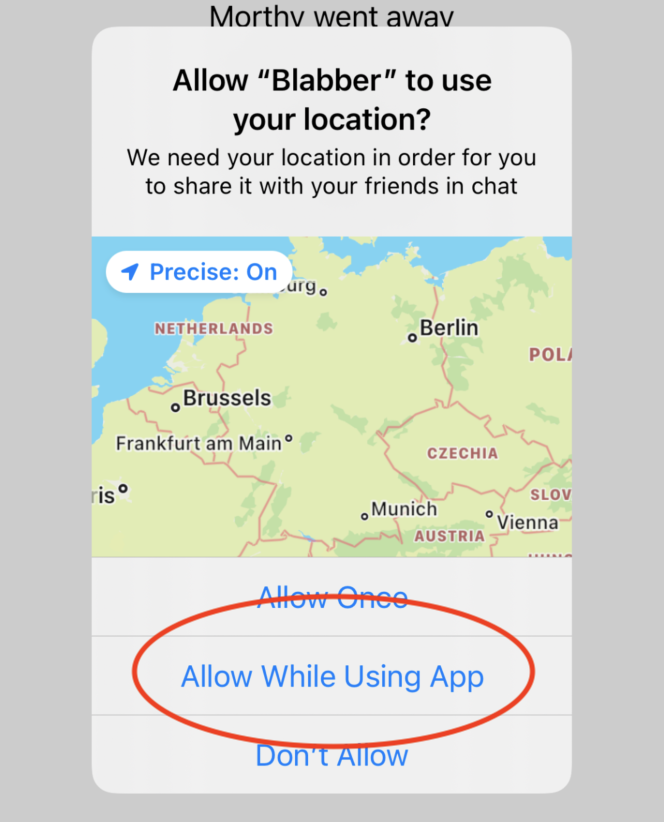 Morthy went away
Allow “Blabber” to use
your location?
We need your location in order for you
to share it with your friends in chat
Precise: On
urg
NETHERLANDS
Berlin
POLA
Brussels
Frankfurt am Main
CZECHIA
ris
SLOV
Munich
Vienna
AUSTRIA
HUNG
Allow Once
Allow While Using App
Don’t Allow